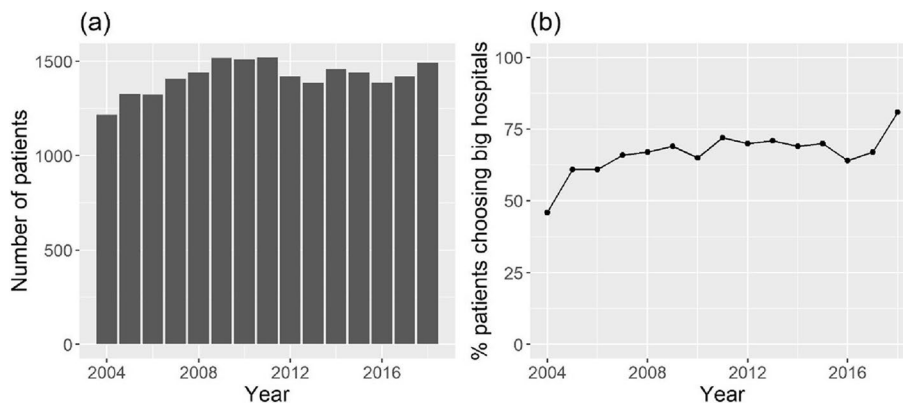 (a)
Number of patients
1500
1000
500
0
2004 2008 2012 2016
Year
(b)
% patients choosing big hospitals
100
75
50
25
0
2004 2008 2012 2016
Year